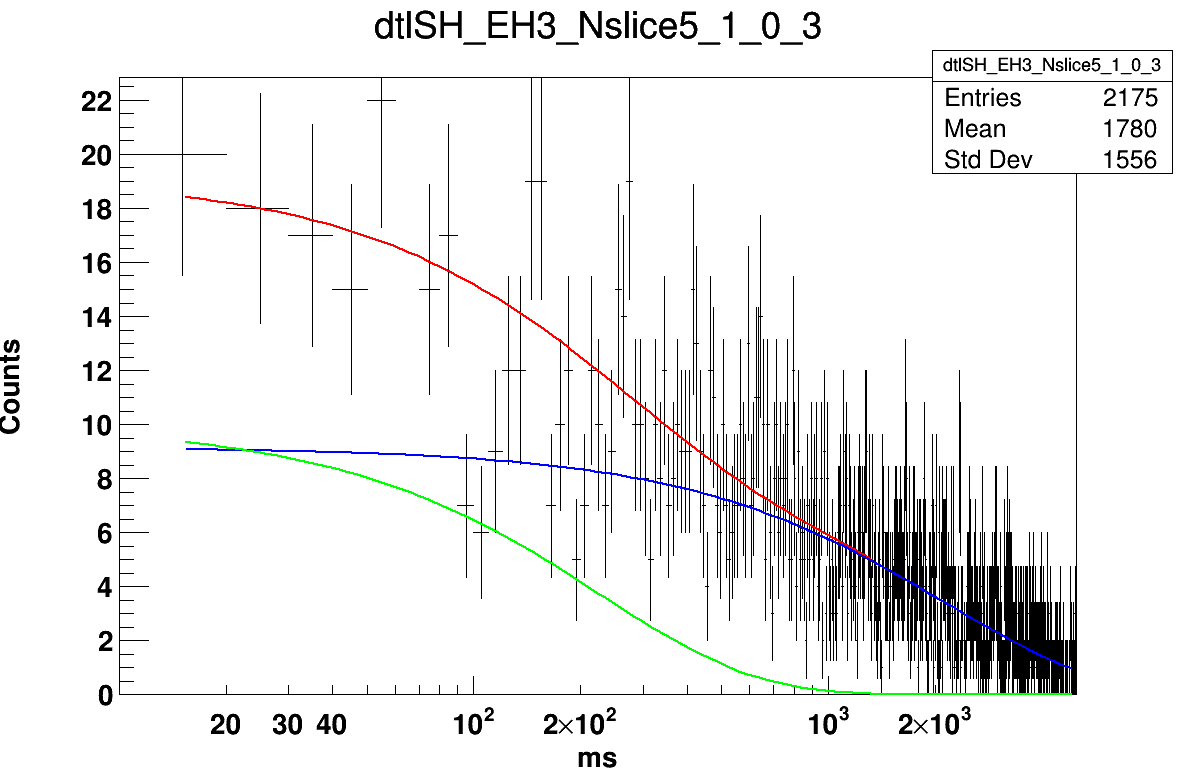 dtlSH_EH3_Nslice5_1_0_3
dtlSH_EH3_Nslice5_1_0_3
Entries 2175
Mean 1780
Std Dev 1556
Counts
22
20
18
16
14
12
10
8
6
4
2
0
20 30 40 10² 2×10² 10³ 2×10³
ms